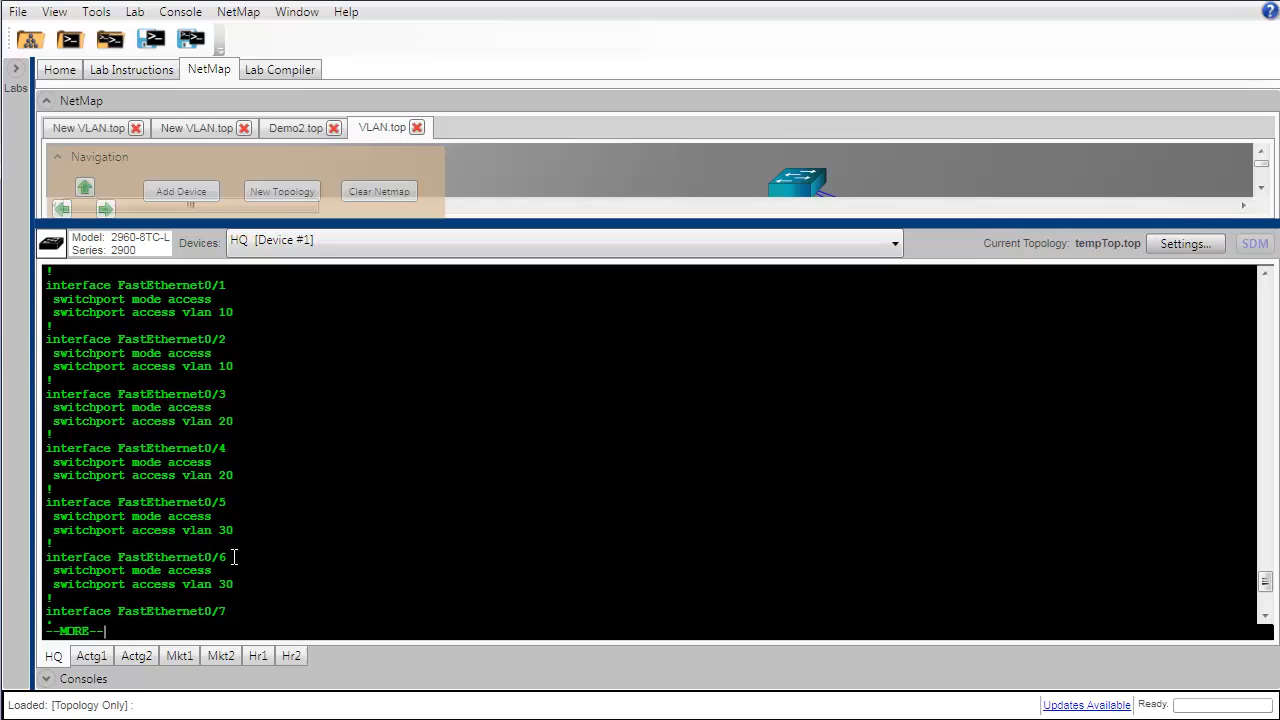 File View Tools Lab Console NetMap Window Help
Home Lab Instructions NetMap Lab Compiler
Labs
NetMap
New VLAN.top New VLAN.top Demo2.top VLAN.top
Navigation
Add Device New Topology Clear Netmap
Model: 2960-8TC-L
Series: 2900
Devices: HQ [Device #1] Current Topology: tempTop.top Settings... SDM
!
interface FastEthernet0/1
switchport mode access
switchport access vlan 10
!
interface FastEthernet0/2
switchport mode access
switchport access vlan 10
!
interface FastEthernet0/3
switchport mode access
switchport access vlan 20
!
interface FastEthernet0/4
switchport mode access
switchport access vlan 20
!
interface FastEthernet0/5
switchport mode access
switchport access vlan 30
!
interface FastEthernet0/6
switchport mode access
switchport access vlan 30
!
interface FastEthernet0/7
--MORE--
HQ Actg1 Actg2 Mkt1 Mkt2 Hr1 Hr2
Consoles
Loaded: [Topology Only] : Updates Available Ready.